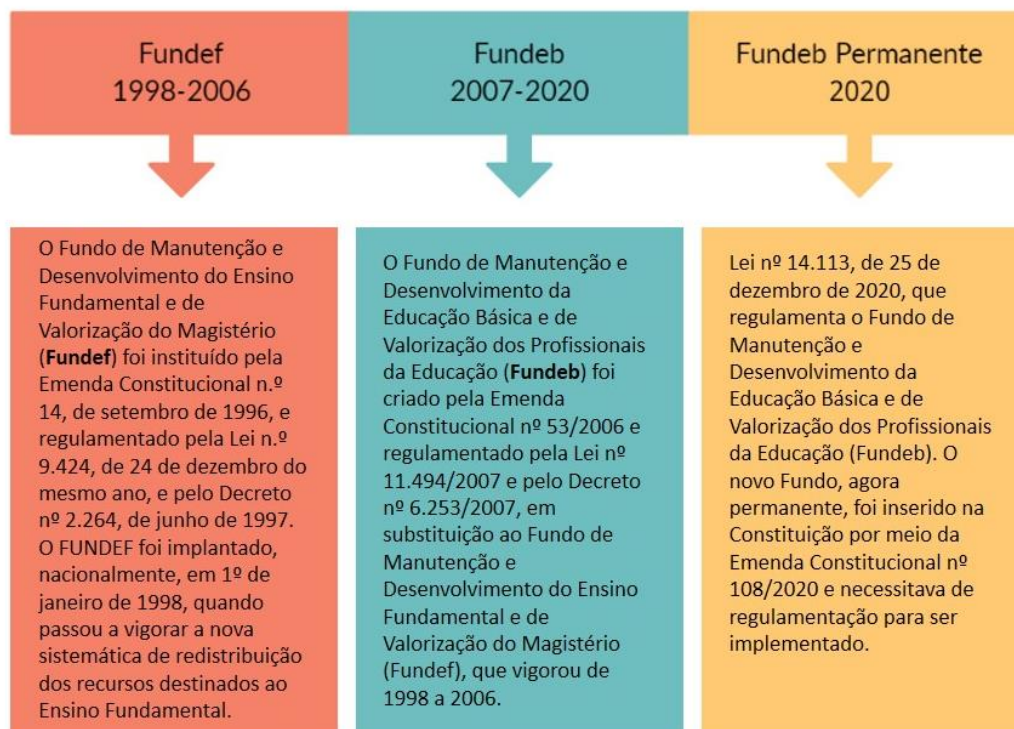 Fundef
1998-2006
Fundeb
2007-2020
Fundeb Permanente
2020
O Fundo de Manutenção e
Desenvolvimento do Ensino
Fundamental e de
Valorização do Magistério
(Fundef) foi instituído pela
Emenda Constitucional n.º
14, de setembro de 1996, e
regulamentado pela Lei n.º
9.424, de 24 de dezembro do
mesmo ano, e pelo Decreto
nº 2.264, de junho de 1997.
O FUNDEF foi implantado,
nacionalmente, em 1º de
janeiro de 1998, quando
passou a vigorar a nova
sistemática de redistribuição
dos recursos destinados ao
Ensino Fundamental.
O Fundo de Manutenção e
Desenvolvimento da
Educação Básica e de
Valorização dos Profissionais
da Educação (Fundeb) foi
criado pela Emenda
Constitucional nº 53/2006 e
regulamentado pela Lei nº
11.494/2007 e pelo Decreto
nº 6.253/2007, em
substituição ao Fundo de
Manutenção e
Desenvolvimento do Ensino
Fundamental e de
Valorização do Magistério
(Fundef), que vigorou de
1998 a 2006.
Lei nº 14.113, de 25 de
dezembro de 2020, que
regulamenta o Fundo de
Manutenção e
Desenvolvimento da
Educação Básica e de
Valorização dos Profissionais
da Educação (Fundeb). O
novo Fundo, agora
permanente, foi inserido na
Constituição por meio da
Emenda Constitucional nº
108/2020 e necessitava de
regulamentação para ser
implementado.